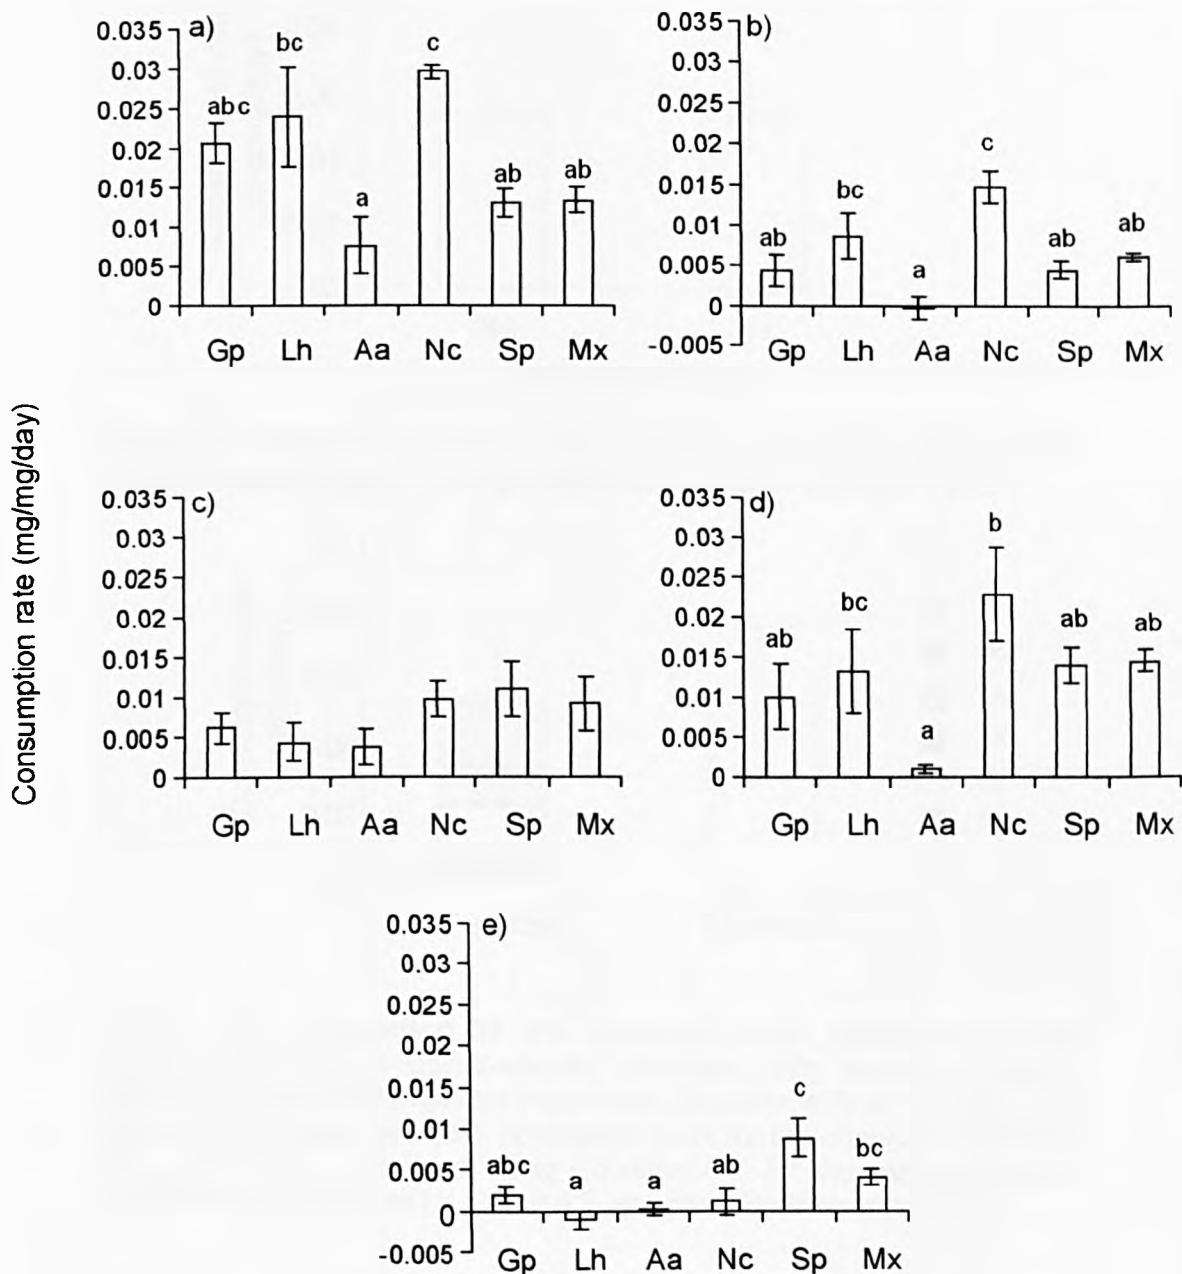 Consumption rate (mg/mg/day)
a)
0.035
0.03
0.025
0.02
0.015
0.01
0.005
0
abc
bc
a
c
ab
ab
Gp Lh Aa Nc Sp Mx
b)
0.035
0.03
0.025
0.02
0.015
0.01
0.005
0
-0.005
ab
bc
a
c
ab
ab
Gp Lh Aa Nc Sp Mx
c)
0.035
0.03
0.025
0.02
0.015
0.01
0.005
0
Gp Lh Aa Nc Sp Mx
d)
0.035
0.03
0.025
0.02
0.015
0.01
0.005
0
ab
bc
a
b
ab
ab
Gp Lh Aa Nc Sp Mx
e)
0.035
0.03
0.025
0.02
0.015
0.01
0.005
0
-0.005
abc
a
a
ab
c
bc
Gp Lh Aa Nc Sp Mx